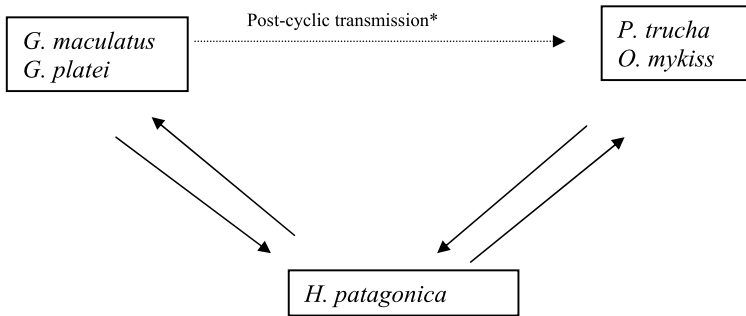 Post-cyclic transmission*
G. maculatus
G. platei
P. trucha
O. mykiss
H. patagonica